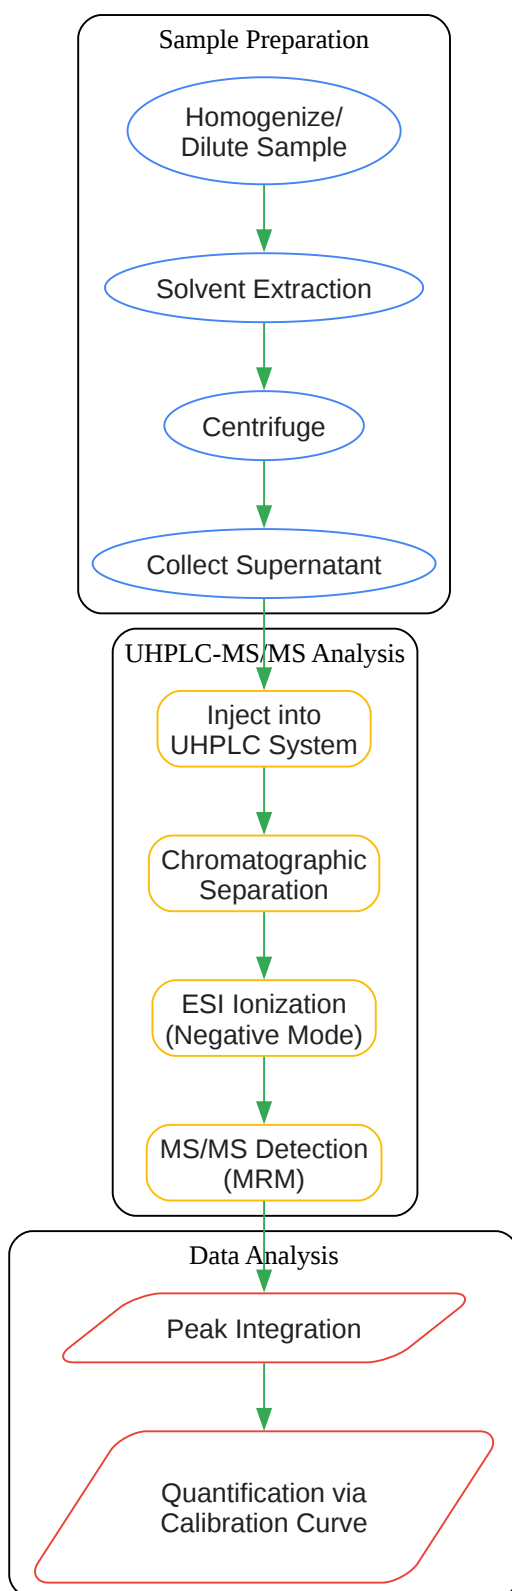 Sample Preparation
Homogenize/
Dilute Sample
Solvent Extraction
Centrifuge
Collect Supernatant
UHPLC-MS/MS Analysis
Inject into
UHPLC System
Chromatographic
Separation
ESI Ionization
(Negative Mode)
MS/MS Detection
(MRM)
Data Analysis
Peak Integration
Quantification via
Calibration Curve